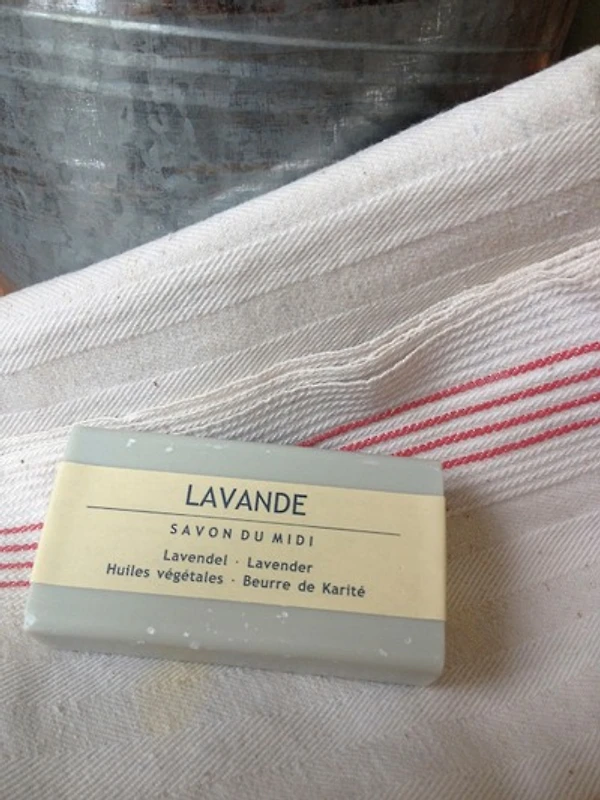 LAVANDE
SAVON DU MIDI
Lavendel · Lavender
Huiles végétales · Beurre de Karité